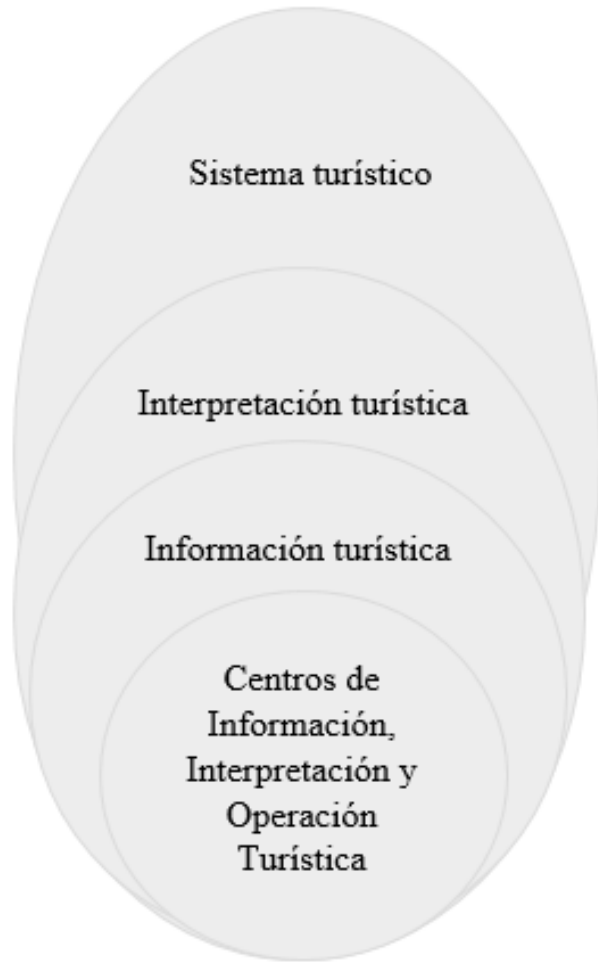 Sistema turístico
Interpretación turística
Información turística
Centros de
Información,
Interpretación y
Operación
Turística